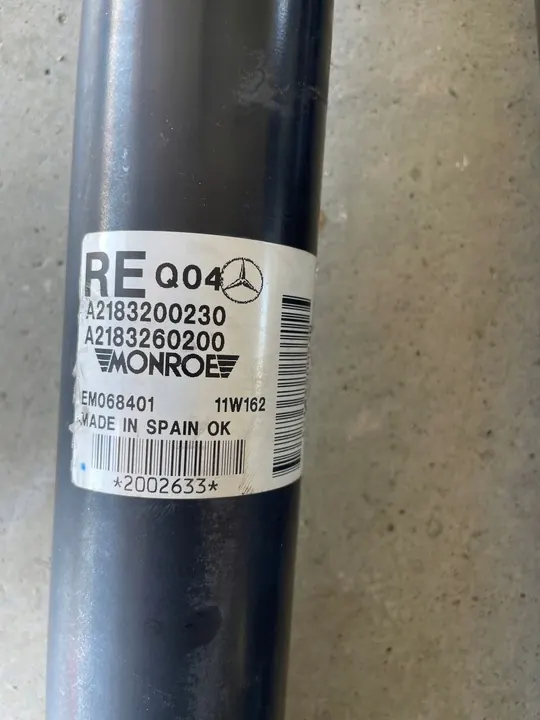 RE Q04
A2183200230
A2183260200
MONROE
EM068401 11W162
MADE IN SPAIN OK
*2002633*